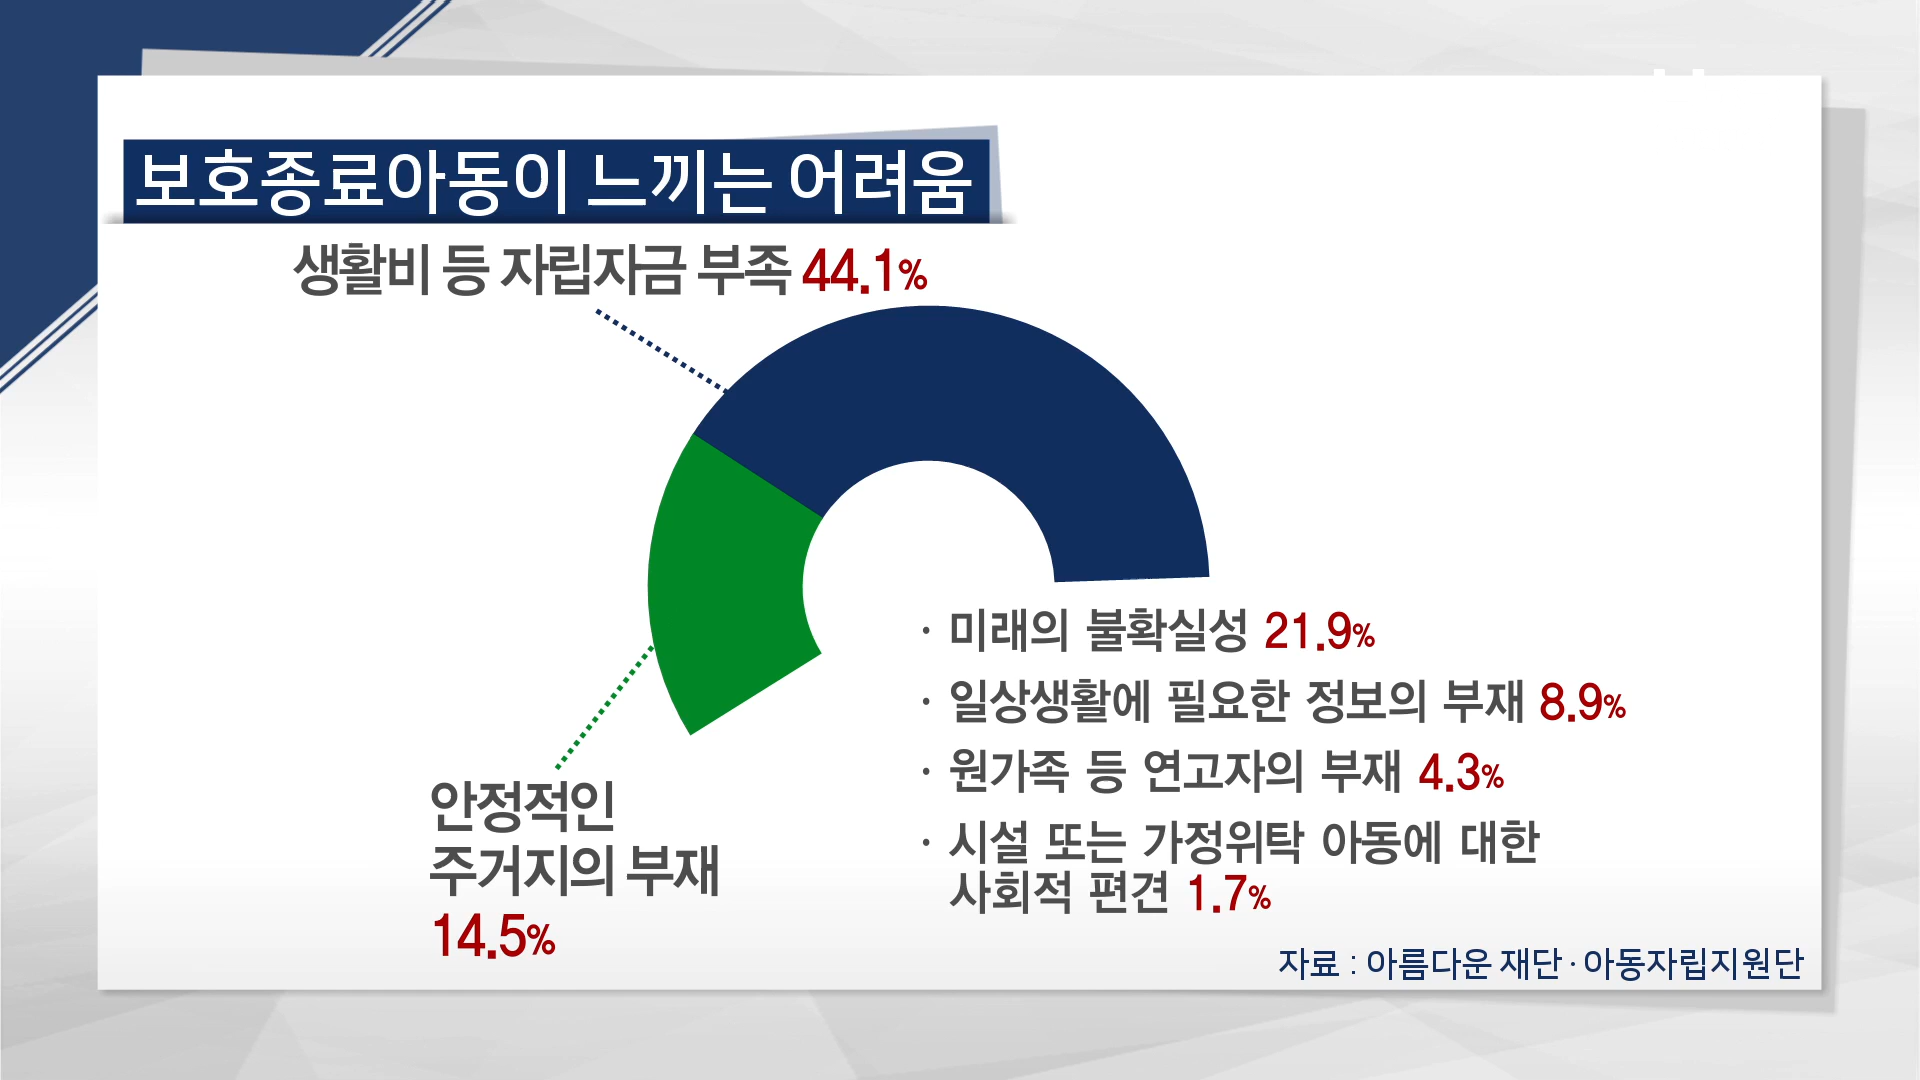 보호종료아동이 느끼는 어려움
생활비 등 자립자금 부족 44.1%
안정적인
주거지의 부재
14.5%
· 미래의 불확실성 21.9%
· 일상생활에 필요한 정보의 부재 8.9%
· 원가족 등 연고자의 부재 4.3%
· 시설 또는 가정위탁 아동에 대한
사회적 편견 1.7%
자료 : 아름다운 재단·아동자립지원단